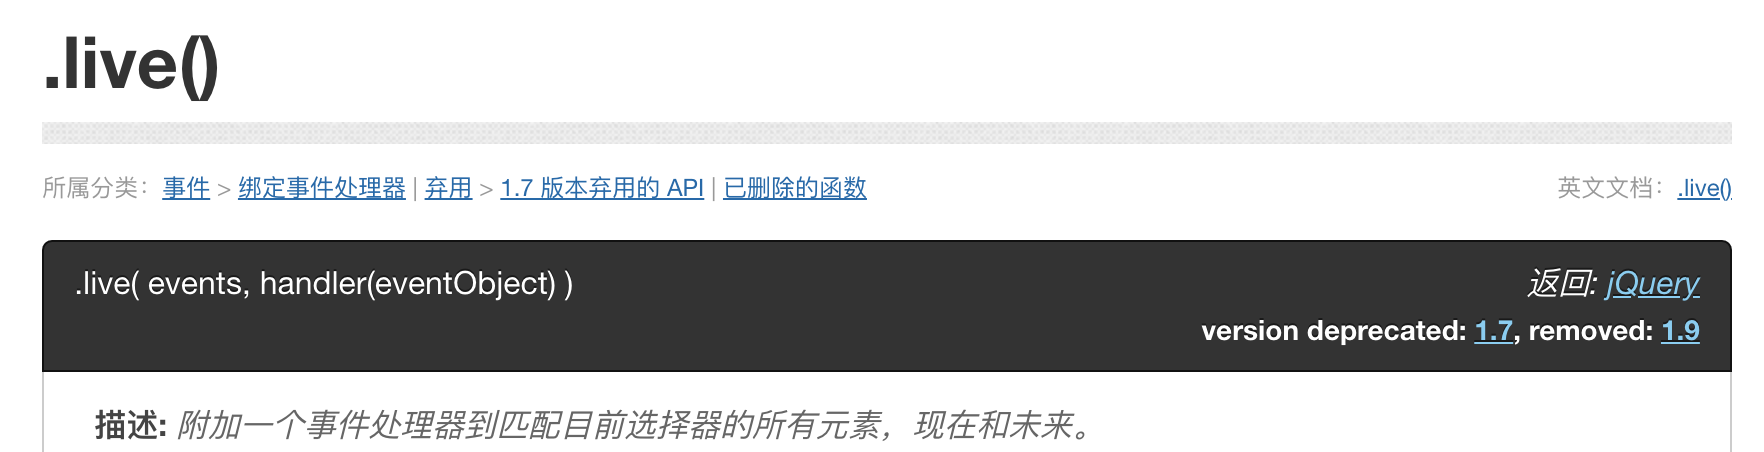 .live()
所属分类：事件 > 绑定事件处理器 | 弃用 > 1.7 版本弃用的 API | 已删除的函数
英文文档：.live()
.live( events, handler(eventObject) )
返回: jQuery
version deprecated: 1.7, removed: 1.9
描述: 附加一个事件处理器到匹配目前选择器的所有元素，现在和未来。